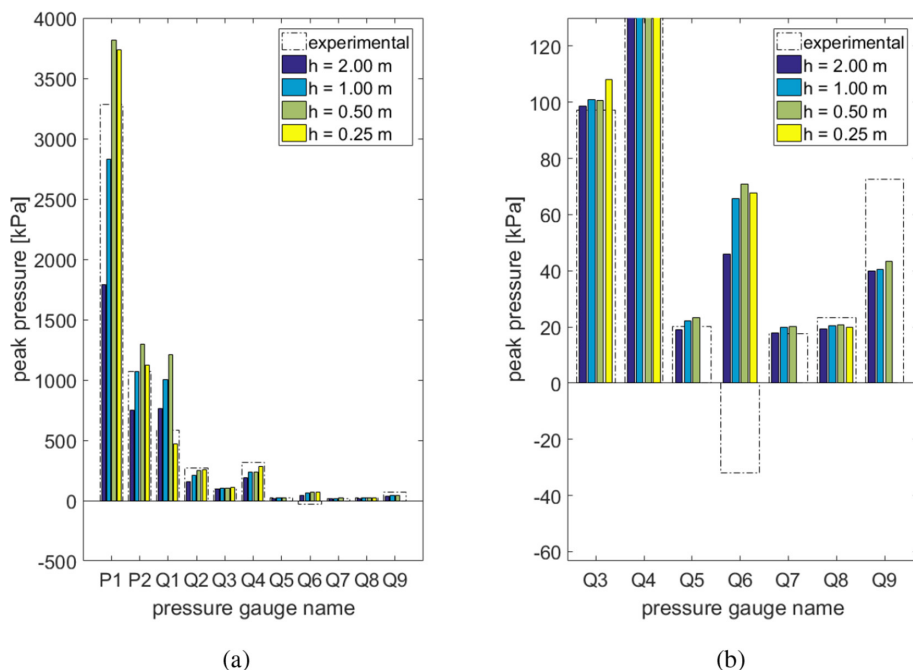 4000
3500
3000
2500
2000
1500
1000
500
0
-500
peak pressure [kPa]
P1 P2 Q1 Q2 Q3 Q4 Q5 Q6 Q7 Q8 Q9
pressure gauge name
experimental
h = 2.00 m
h = 1.00 m
h = 0.50 m
h = 0.25 m
(a)
120
100
80
60
40
20
0
-20
-40
-60
peak pressure [kPa]
Q3 Q4 Q5 Q6 Q7 Q8 Q9
pressure gauge name
experimental
h = 2.00 m
h = 1.00 m
h = 0.50 m
h = 0.25 m
(b)